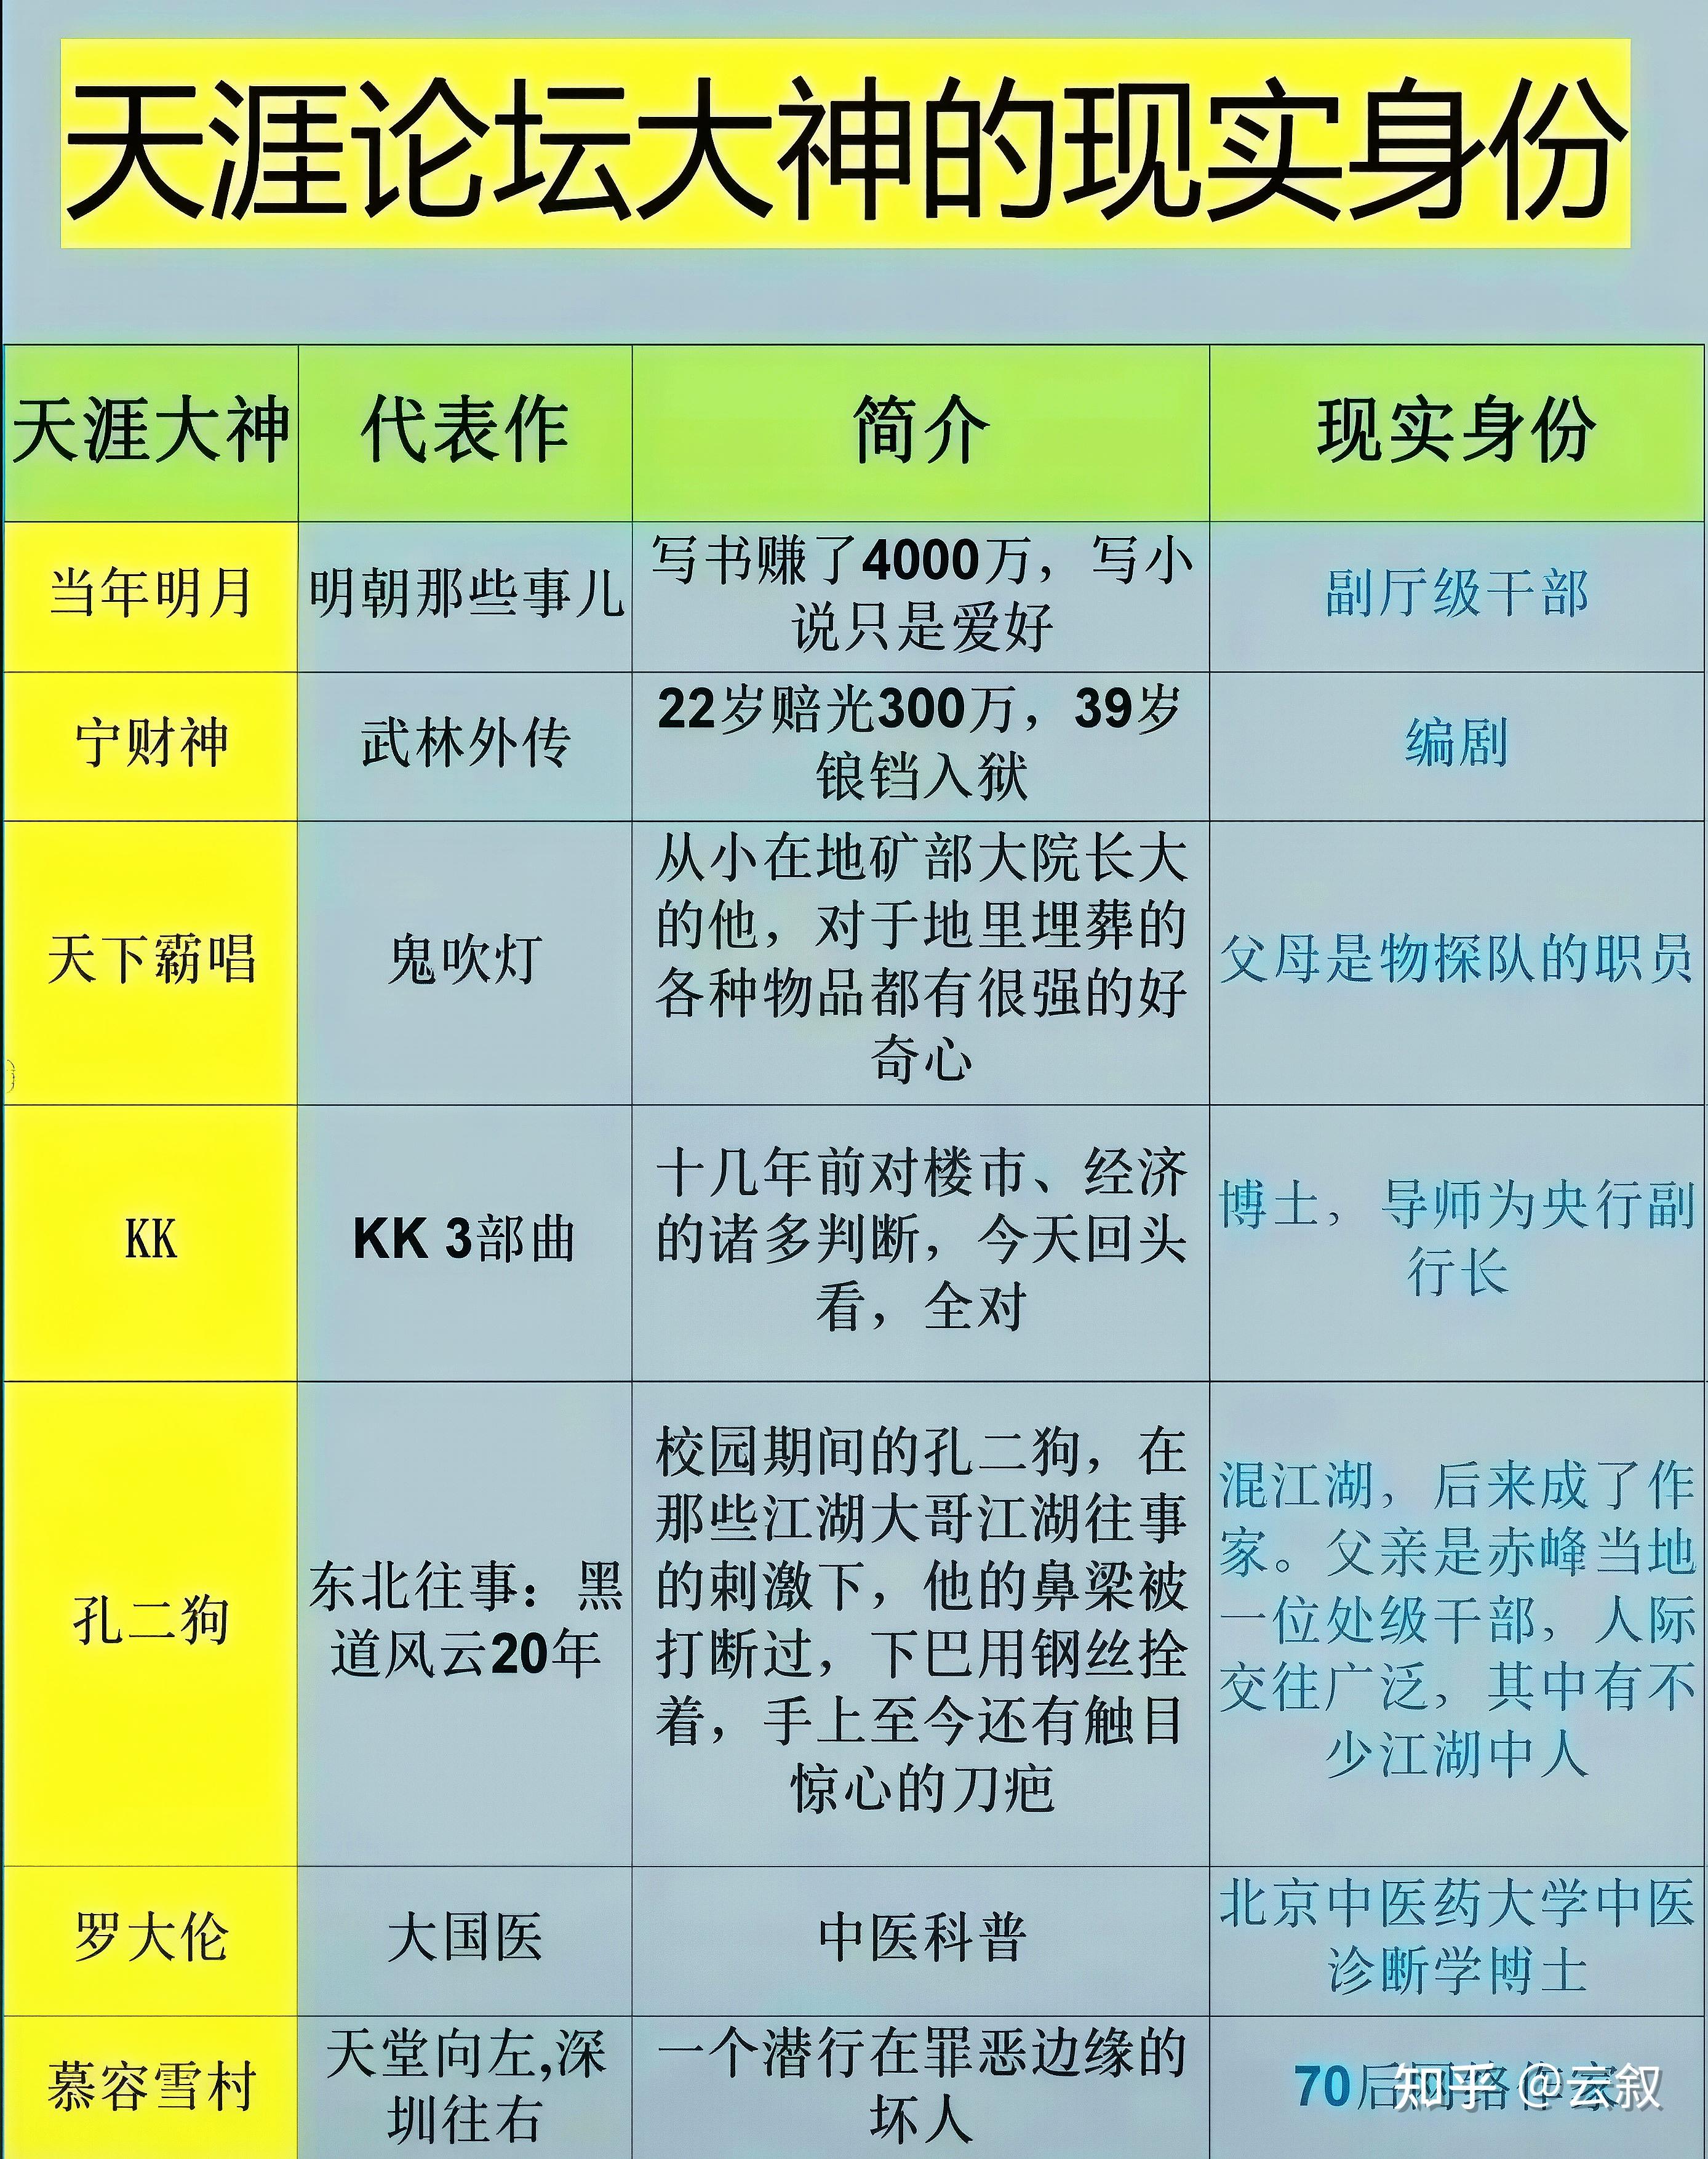 天涯论坛大神的现实身份
天涯大神
代表作
简介
现实身份
当年明月
明朝那些事儿
写书赚了4000万，写小
说只是爱好
副厅级干部
宁财神
武林外传
22岁赔光300万，39岁
锒铛入狱
编剧
天下霸唱
鬼吹灯
从小在地矿部大院长大
的他，对于地里埋葬的
各种物品都有很强的好
奇心
父母是物探队的职员
KK
KK 3部曲
十几年前对楼市、经济
的诸多判断，今天回头
看，全对
博士，导师为央行副
行长
孔二狗
东北往事：黑
道风云20年
校园期间的孔二狗，在
那些江湖大哥江湖往事
的刺激下，他的鼻梁被
打断过，下巴用钢丝拴
着，手上至今还有触目
惊心的刀疤
混江湖，后来成了作
家。父亲是赤峰当地
一位处级干部，人际
交往广泛，其中有不
少江湖中人
罗大伦
大国医
中医科普
北京中医药大学中医
诊断学博士
慕容雪村
天堂向左,深
圳往右
一个潜行在罪恶边缘的
坏人
70后网络作家
知乎 @云叙